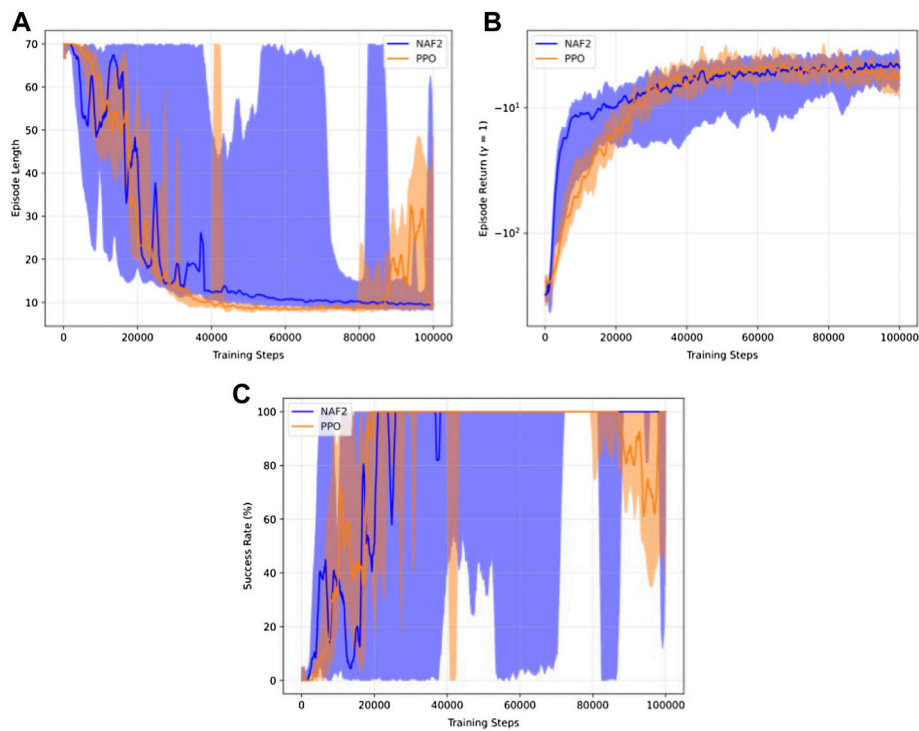 A
70
60
50
40
30
20
10
Episode Length
NAF2
PPO
0
20000
40000
60000
80000
100000
Training Steps
B
−10¹
−10²
Episode Return (γ = 1)
NAF2
PPO
0
20000
40000
60000
80000
100000
Training Steps
C
100
80
60
40
20
0
Success Rate (%)
NAF2
PPO
0
20000
40000
60000
80000
100000
Training Steps